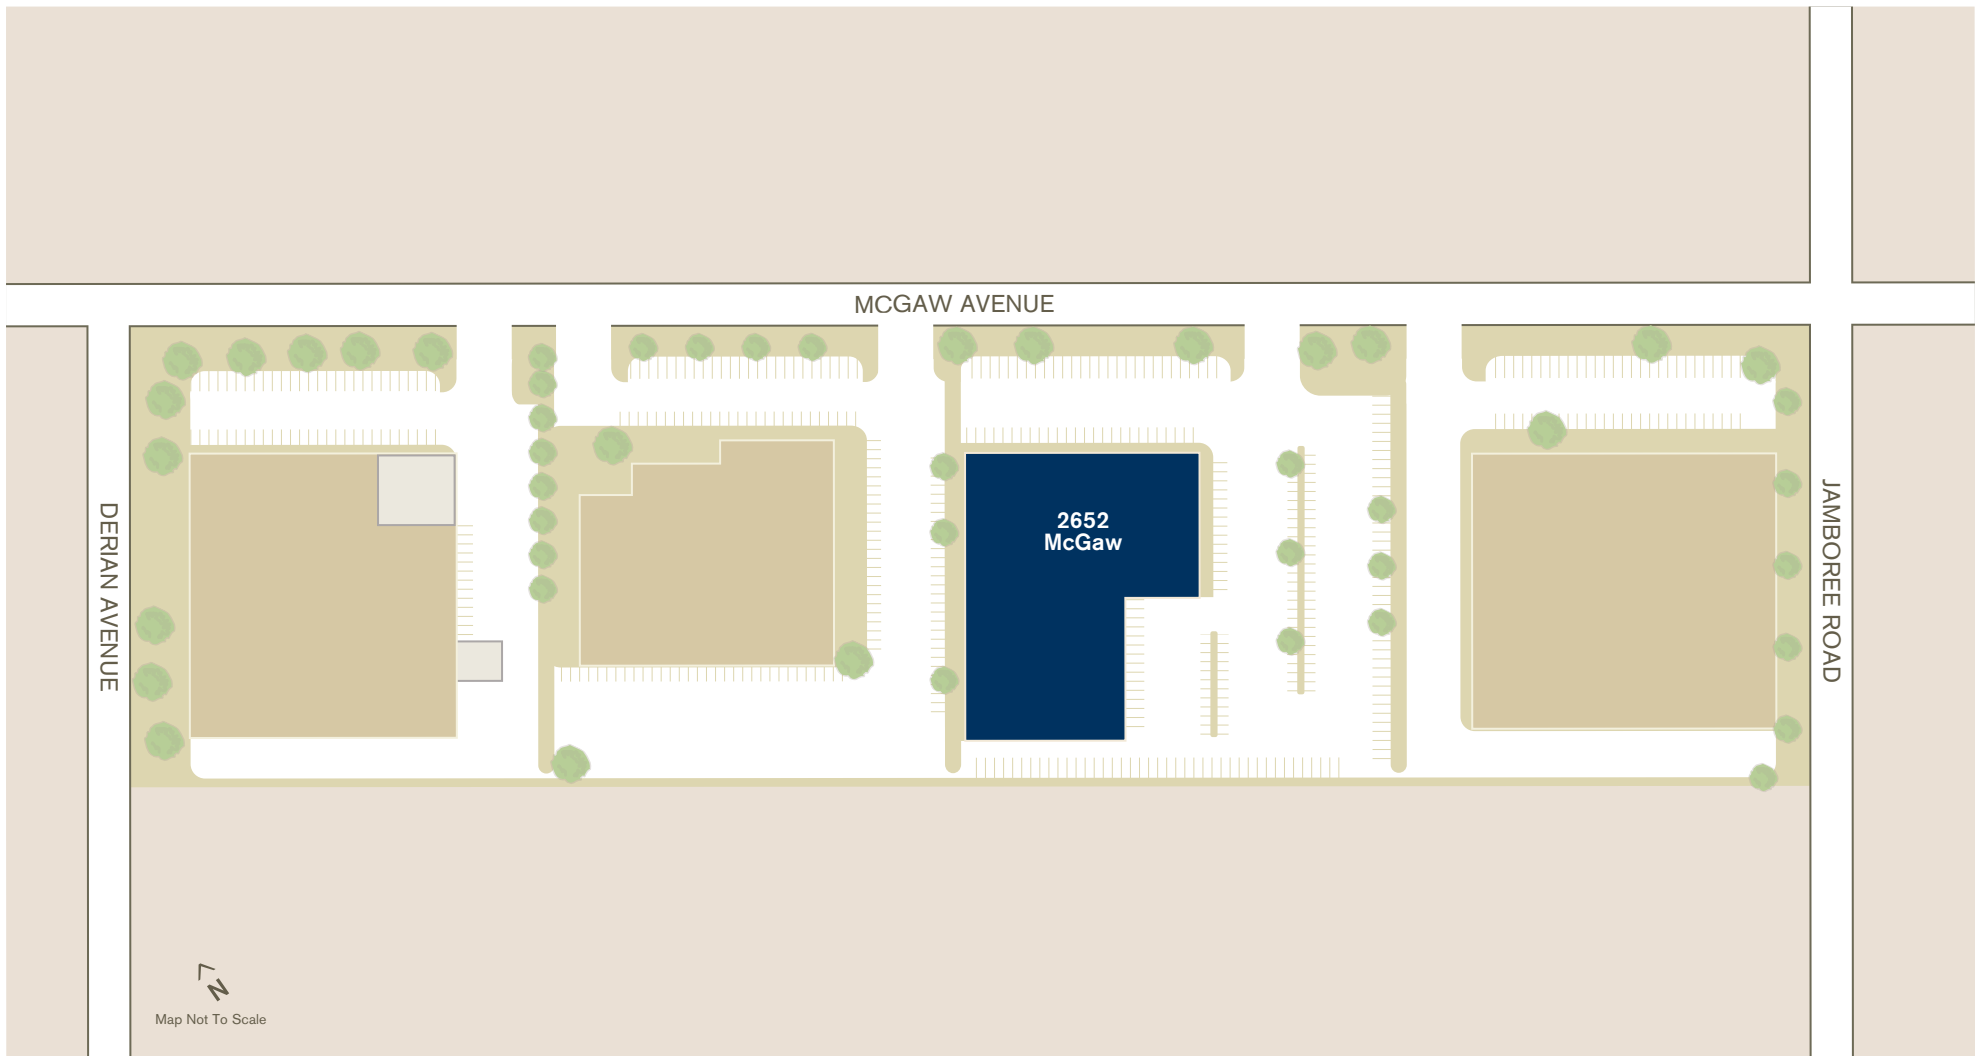 MCGAW AVENUE
DERIAN AVENUE
2652
McGaw
JAMBOREE ROAD
N
Map Not To Scale